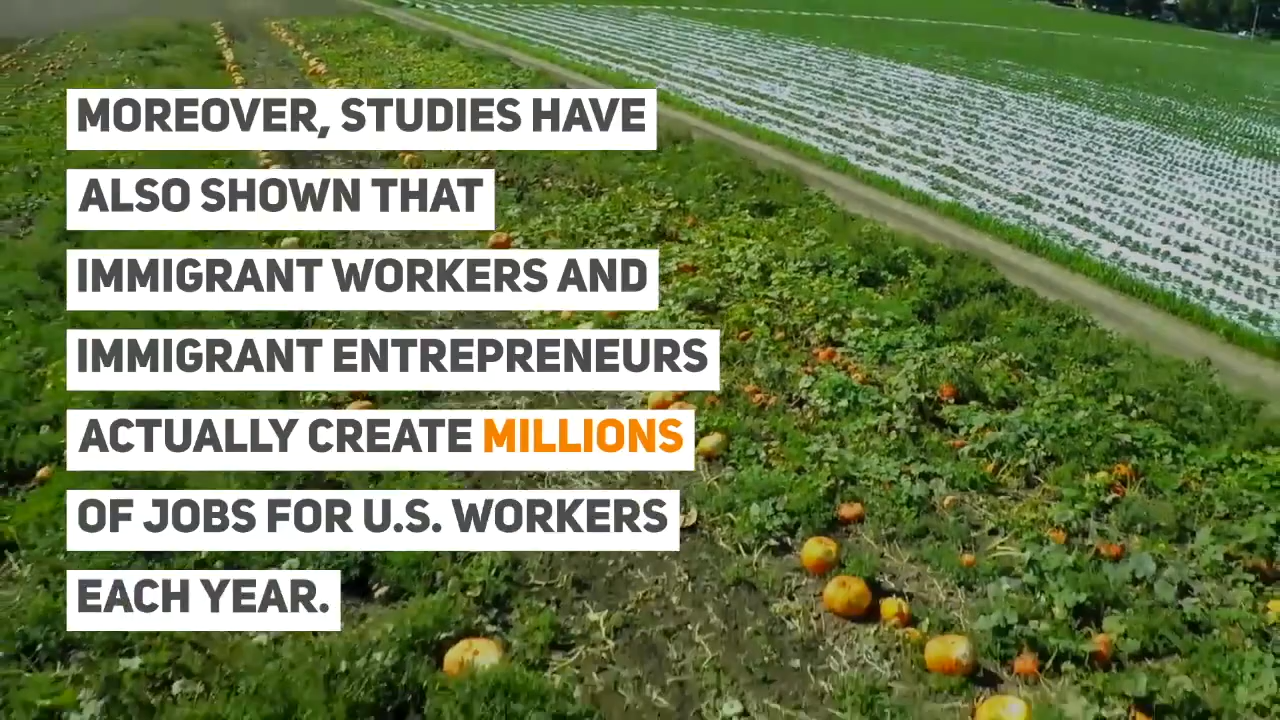 MOREOVER, STUDIES HAVE
ALSO SHOWN THAT
IMMIGRANT WORKERS AND
IMMIGRANT ENTREPRENEURS
ACTUALLY CREATE MILLIONS
OF JOBS FOR U.S. WORKERS
EACH YEAR.